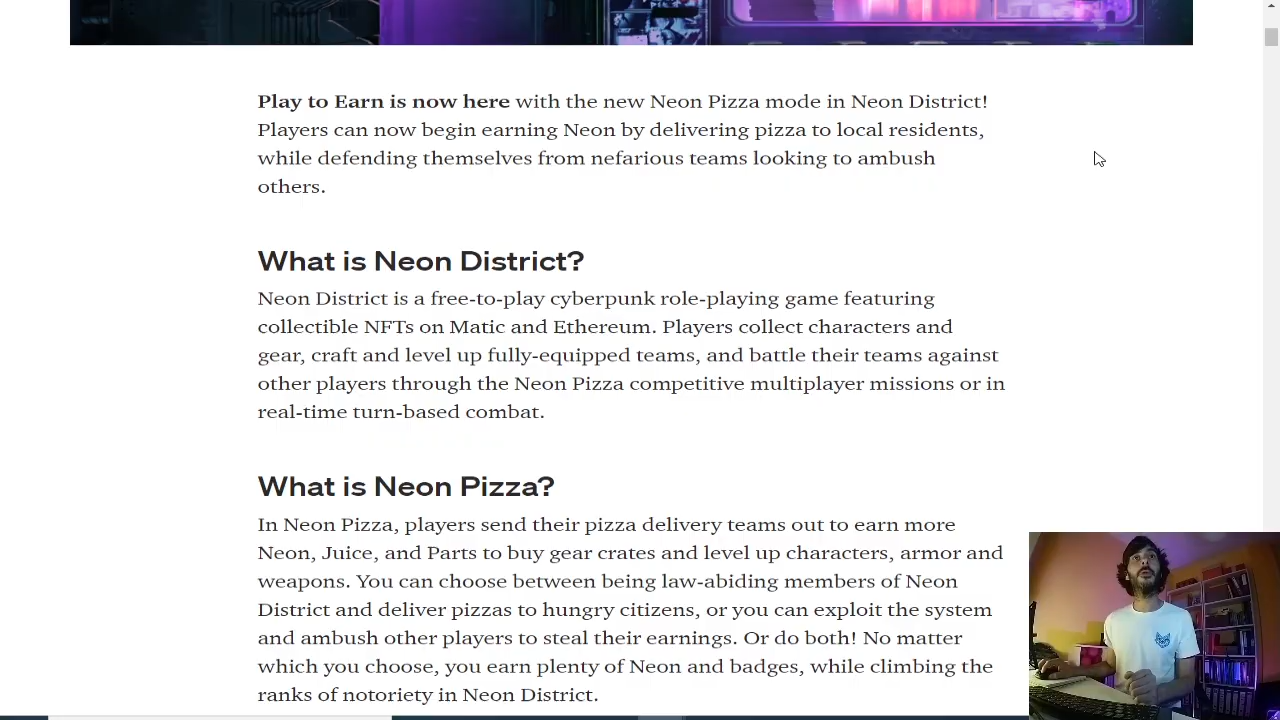 Play to Earn is now here with the new Neon Pizza mode in Neon District!
Players can now begin earning Neon by delivering pizza to local residents,
while defending themselves from nefarious teams looking to ambush
others.
What is Neon District?
Neon District is a free-to-play cyberpunk role-playing game featuring
collectible NFTs on Matic and Ethereum. Players collect characters and
gear, craft and level up fully-equipped teams, and battle their teams against
other players through the Neon Pizza competitive multiplayer missions or in
real-time turn-based combat.
What is Neon Pizza?
In Neon Pizza, players send their pizza delivery teams out to earn more
Neon, Juice, and Parts to buy gear crates and level up characters, armor and
weapons. You can choose between being law-abiding members of Neon
District and deliver pizzas to hungry citizens, or you can exploit the system
and ambush other players to steal their earnings. Or do both! No matter
which you choose, you earn plenty of Neon and badges, while climbing the
ranks of notoriety in Neon District.